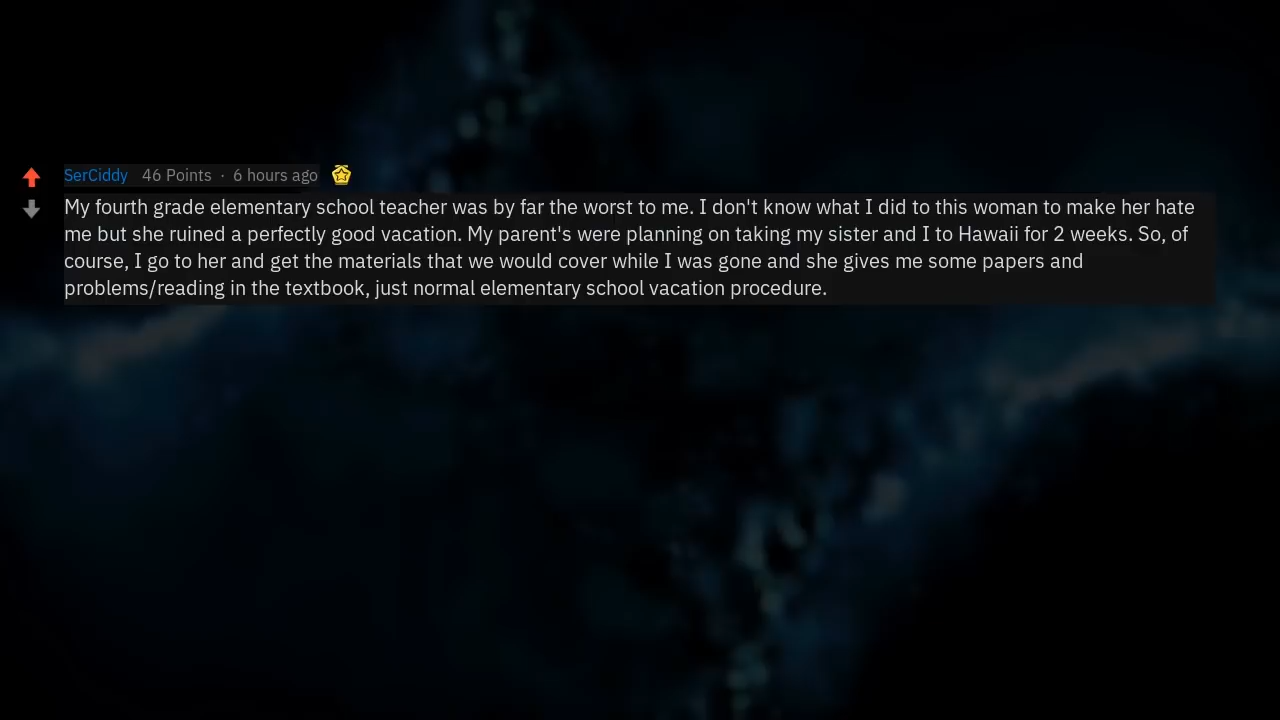 SerCiddy 46 Points · 6 hours ago
My fourth grade elementary school teacher was by far the worst to me. I don't know what I did to this woman to make her hate
me but she ruined a perfectly good vacation. My parent's were planning on taking my sister and I to Hawaii for 2 weeks. So, of
course, I go to her and get the materials that we would cover while I was gone and she gives me some papers and
problems/reading in the textbook, just normal elementary school vacation procedure.